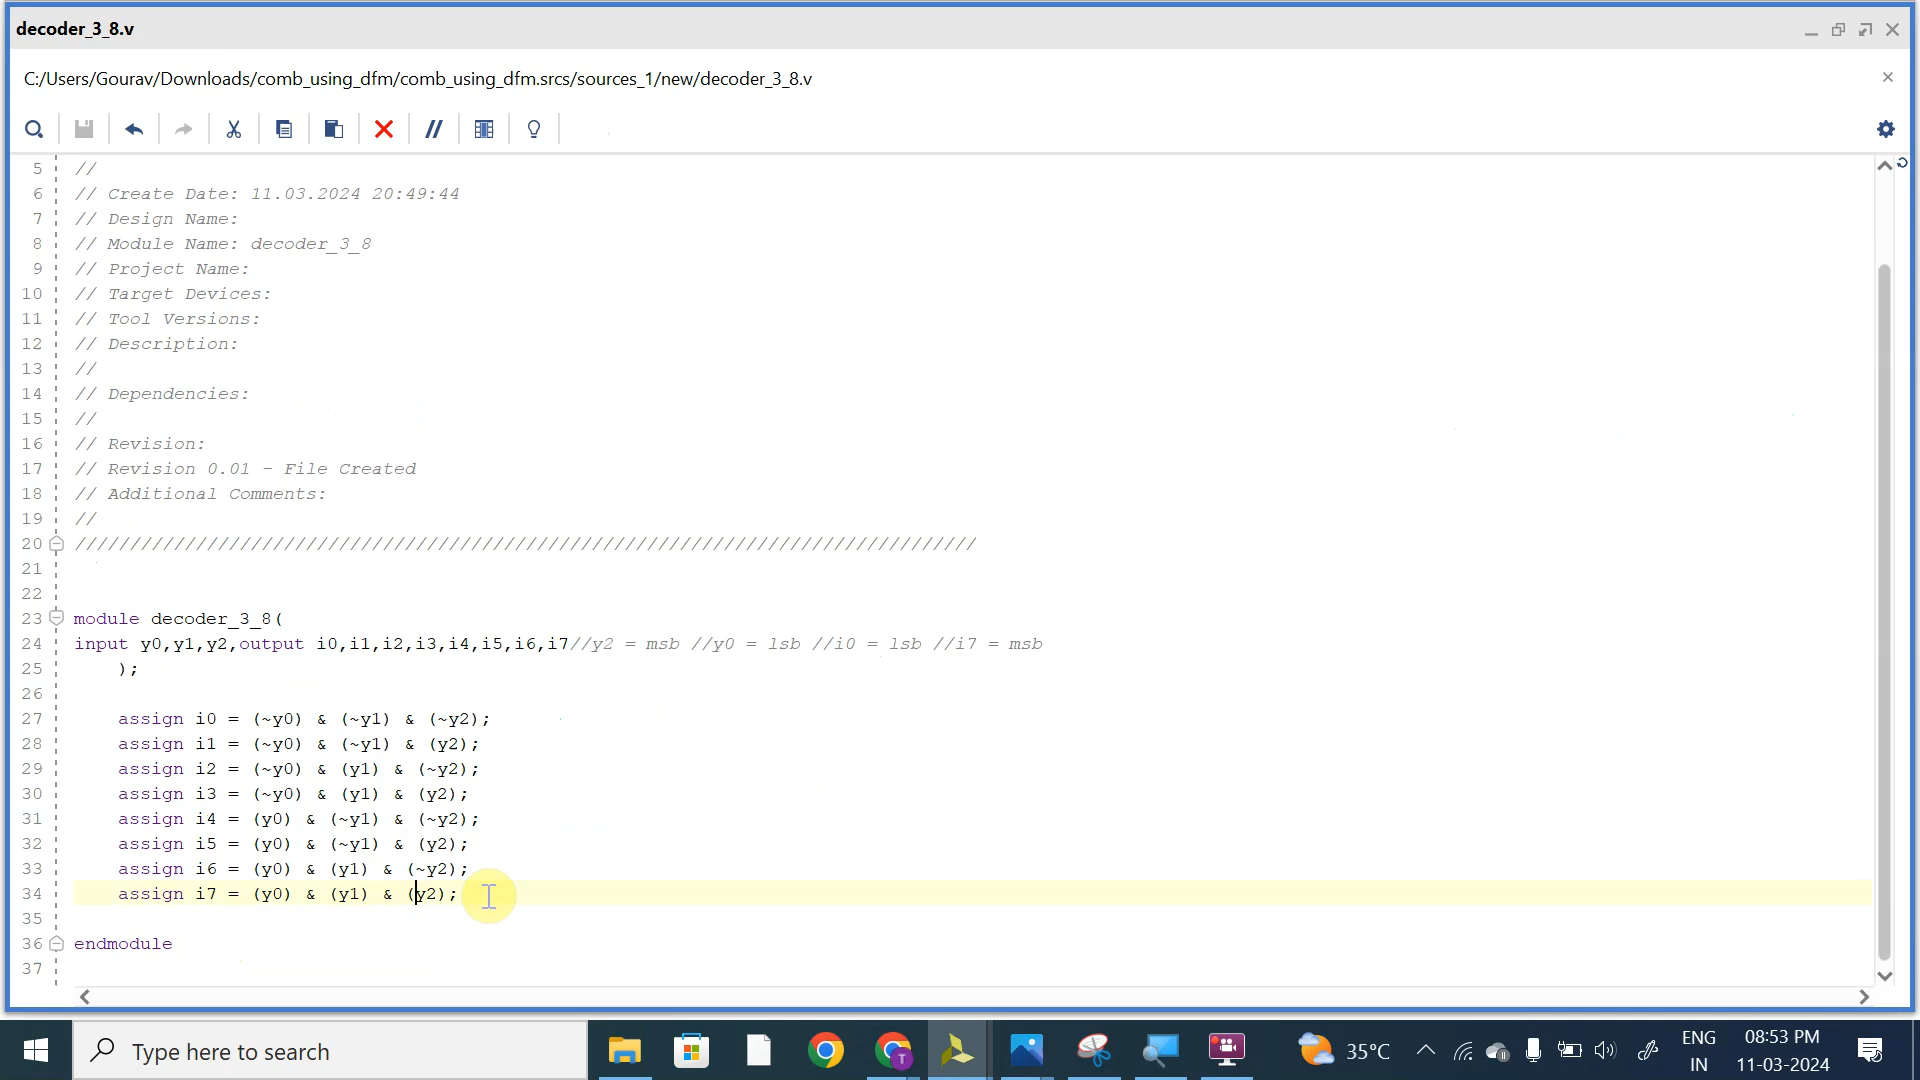 decoder_3_8.v
C:/Users/Gourav/Downloads/comb_using_dfm/comb_using_dfm.srcs/sources_1/new/decoder_3_8.v
5 //
6 // Create Date: 11.03.2024 20:49:44
7 // Design Name:
8 // Module Name: decoder_3_8
9 // Project Name:
10 // Target Devices:
11 // Tool Versions:
12 // Description:
13 //
14 // Dependencies:
15 //
16 // Revision:
17 // Revision 0.01 - File Created
18 // Additional Comments:
19 //
20 //////////////////////////////////////////////////////////////////////////////////
21
22
23 module decoder_3_8(
24 input y0,y1,y2,output i0,i1,i2,i3,i4,i5,i6,i7//y2 = msb //y0 = lsb //i0 = lsb //i7 = msb
25 );
26
27 assign i0 = (~y0) & (~y1) & (~y2);
28 assign i1 = (~y0) & (~y1) & (y2);
29 assign i2 = (~y0) & (y1) & (~y2);
30 assign i3 = (~y0) & (y1) & (y2);
31 assign i4 = (y0) & (~y1) & (~y2);
32 assign i5 = (y0) & (~y1) & (y2);
33 assign i6 = (y0) & (y1) & (~y2);
34 assign i7 = (y0) & (y1) & (y2);
35
36 endmodule
37
Type here to search
T
35°C
ENG
IN
08:53 PM
11-03-2024